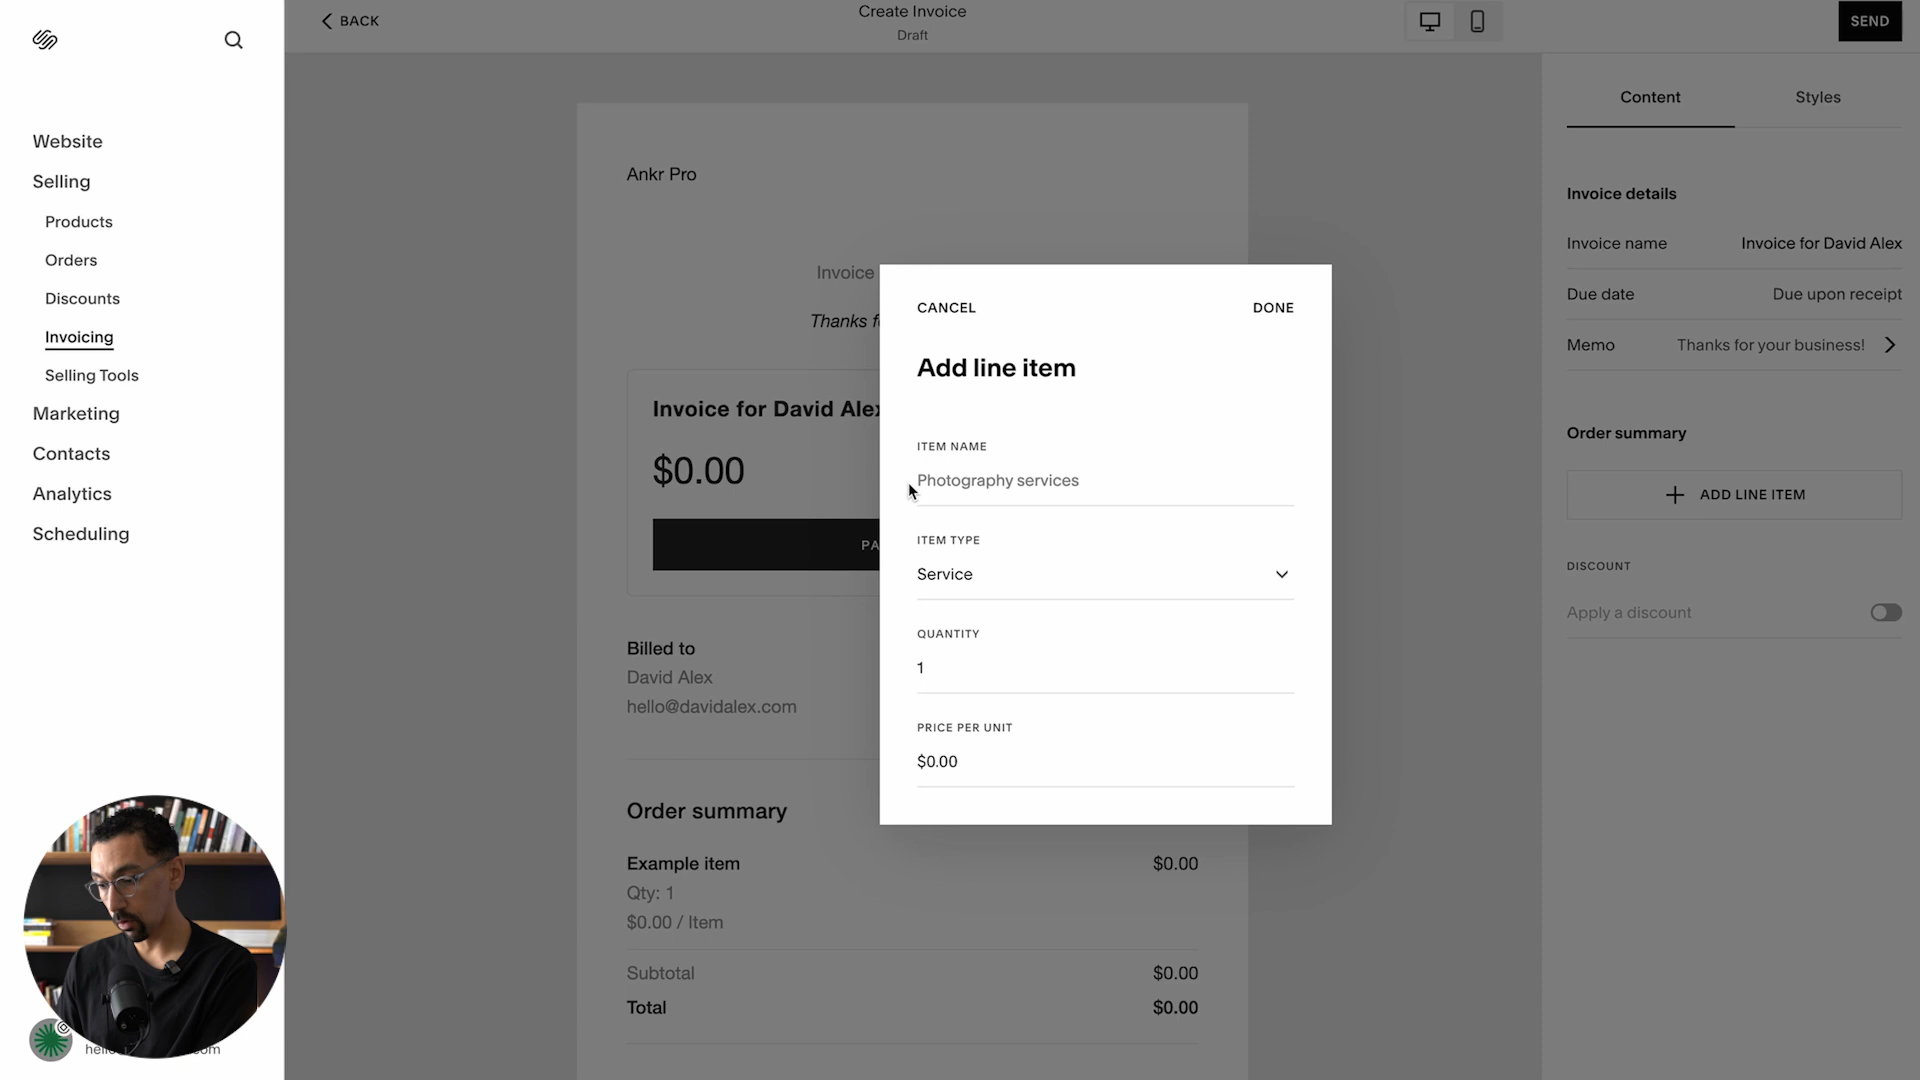 BACK
Create Invoice
Draft
SEND
Website
Selling
Products
Orders
Discounts
Invoicing
Selling Tools
Marketing
Contacts
Analytics
Scheduling
Ankr Pro
Invoice
Thanks
Invoice for David Alex
$0.00
Billed to
David Alex
hello@davidalex.com
Order summary
Example item
$0.00
Qty: 1
$0.00 / Item
Subtotal
$0.00
Total
$0.00
CANCEL
DONE
Add line item
ITEM NAME
Photography services
ITEM TYPE
Service
QUANTITY
1
PRICE PER UNIT
$0.00
Content
Styles
Invoice details
Invoice name
Invoice for David Alex
Due date
Due upon receipt
Memo
Thanks for your business!
Order summary
ADD LINE ITEM
DISCOUNT
Apply a discount